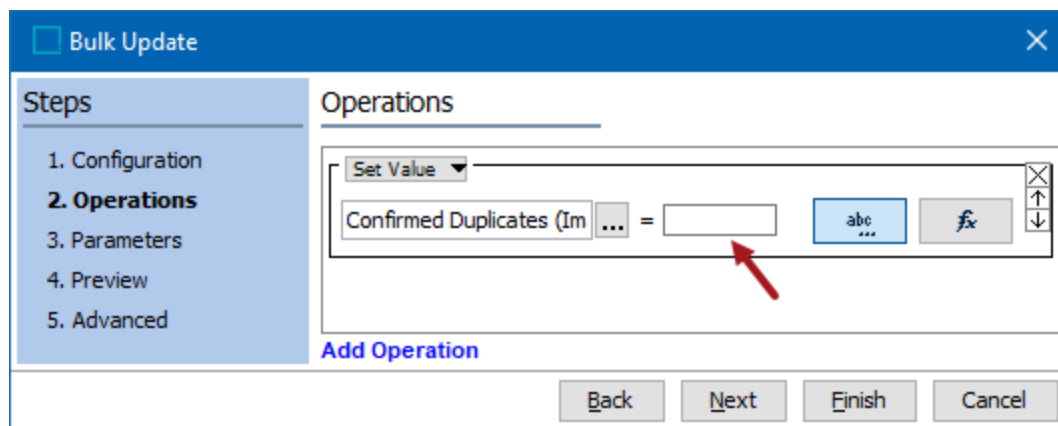 Bulk Update
Steps
1. Configuration
2. Operations
3. Parameters
4. Preview
5. Advanced
Operations
Set Value
Confirmed Duplicates (Im ... =
abc
fx
Add Operation
Back Next Finish Cancel